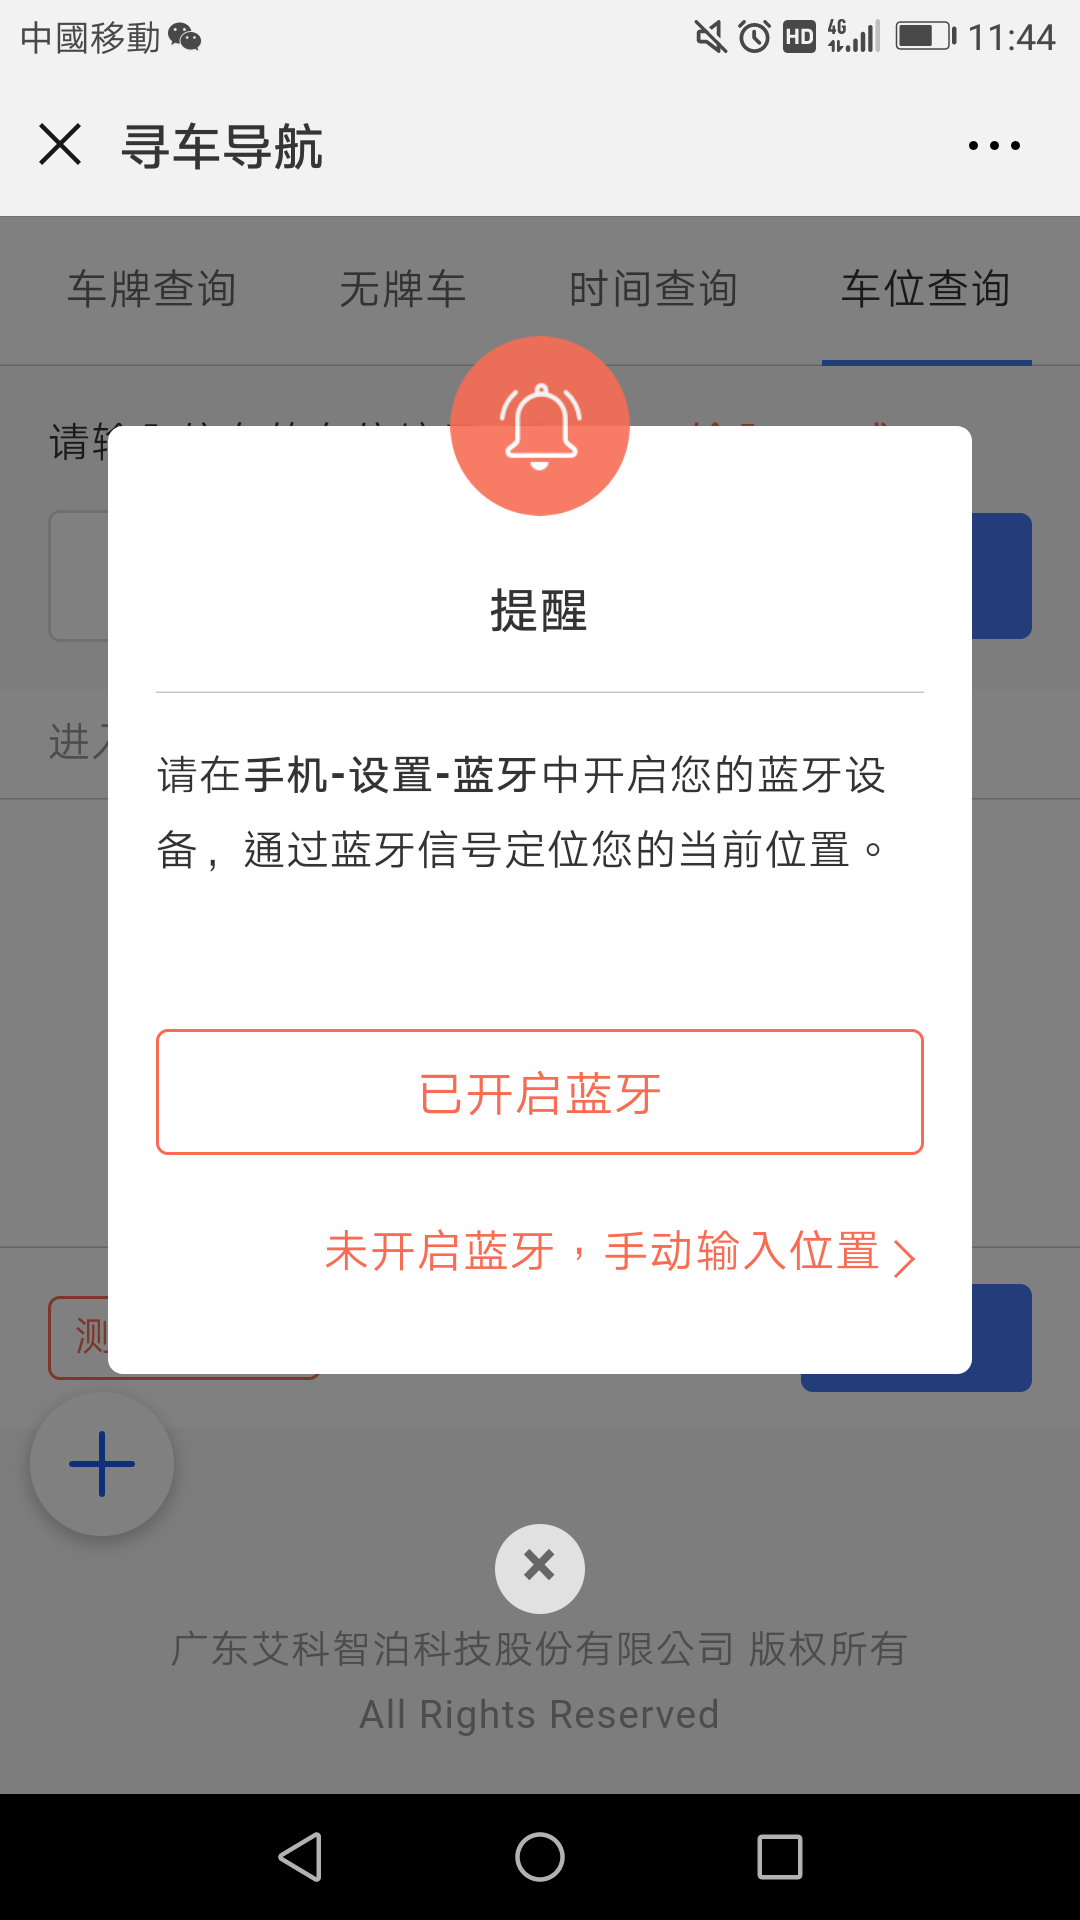 中國移動
HD 4G 11:44
寻车导航
车牌查询 无牌车 时间查询 车位查询
请输
提醒
请在手机-设置-蓝牙中开启您的蓝牙设
备，通过蓝牙信号定位您的当前位置。
进
已开启蓝牙
未开启蓝牙，手动输入位置
测
广东艾科智泊科技股份有限公司 版权所有
All Rights Reserved